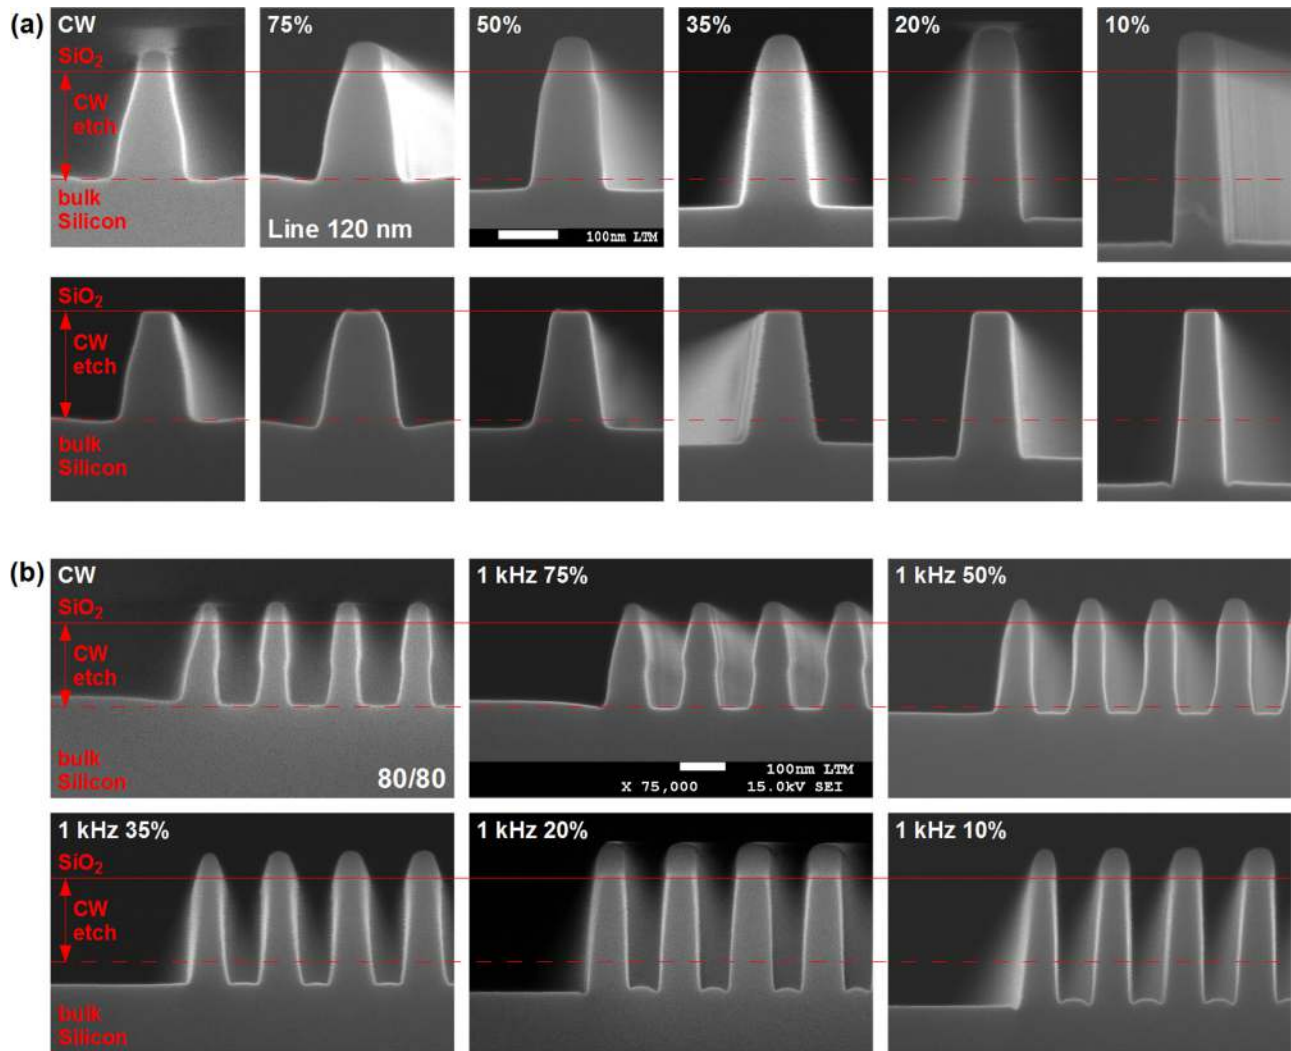 (a)
CW
75%
50%
35%
20%
10%
SiO2
CW
etch
bulk
Silicon
Line 120 nm
100nm LTM
SiO2
CW
etch
bulk
Silicon
(b)
CW
1 kHz 75%
1 kHz 50%
SiO2
CW
etch
bulk
Silicon
80/80
100nm LTM
X 75,000 15.0kV SEI
1 kHz 35%
1 kHz 20%
1 kHz 10%
SiO2
CW
etch
bulk
Silicon